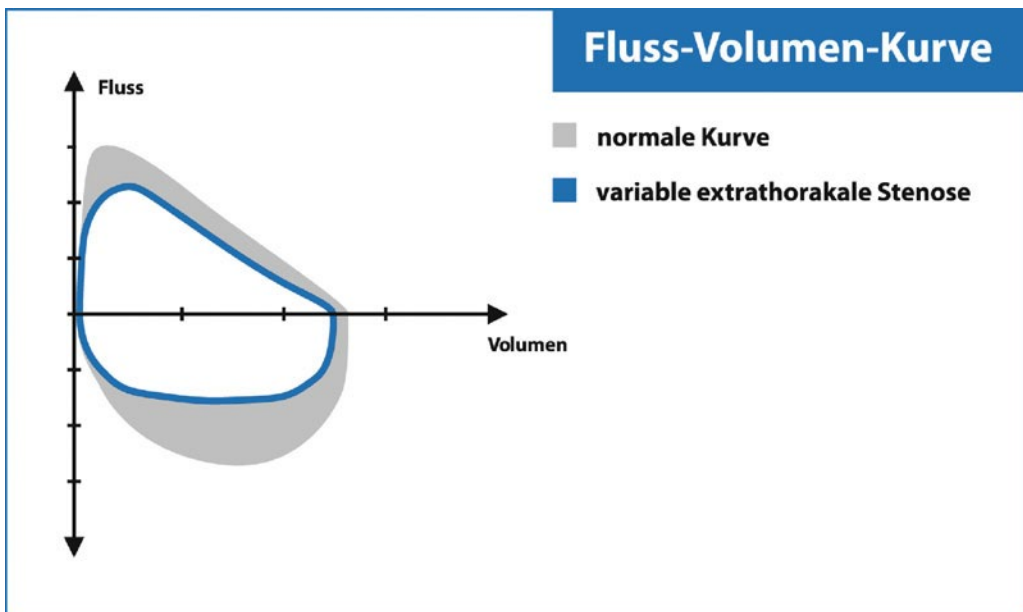 Fluss-Volumen-Kurve
Fluss
normale Kurve
variable extrathorakale Stenose
Volumen